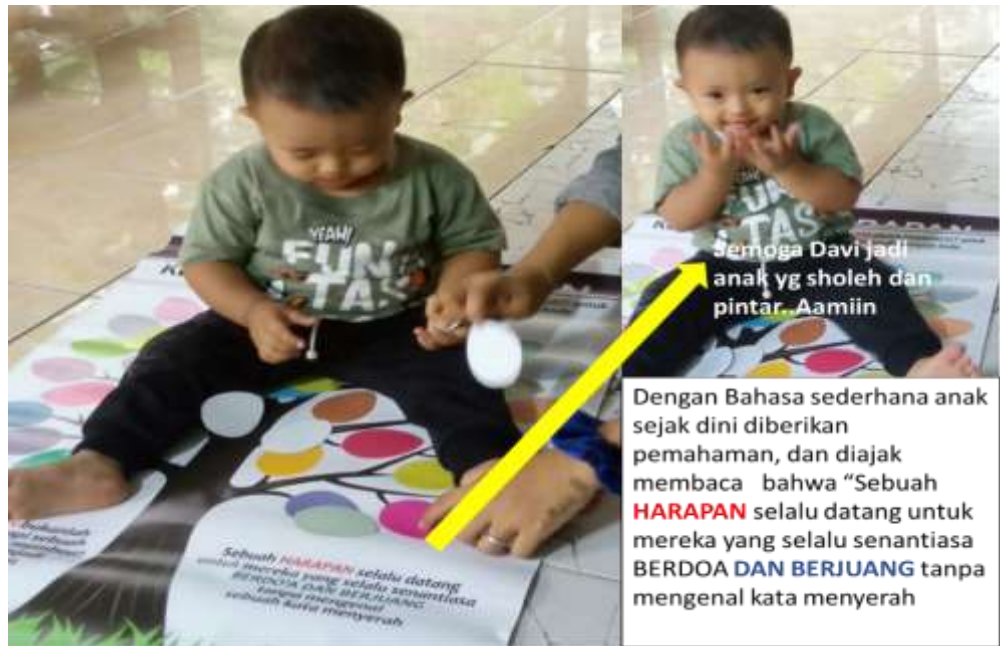 YEAH!
FUN
TAS
Sebuah HARAPAN selalu datang
untuk mereka yang selalu senantiasa
BERDOA DAN BERJUANG
tanpa mengenal
sebuah kata menyerah
Semoga Davi jadi
anak yg sholeh dan
pintar..Aamiin
Dengan Bahasa sederhana anak
sejak dini diberikan
pemahaman, dan diajak
membaca bahwa “Sebuah
HARAPAN selalu datang untuk
mereka yang selalu senantiasa
BERDOA DAN BERJUANG tanpa
mengenal kata menyerah